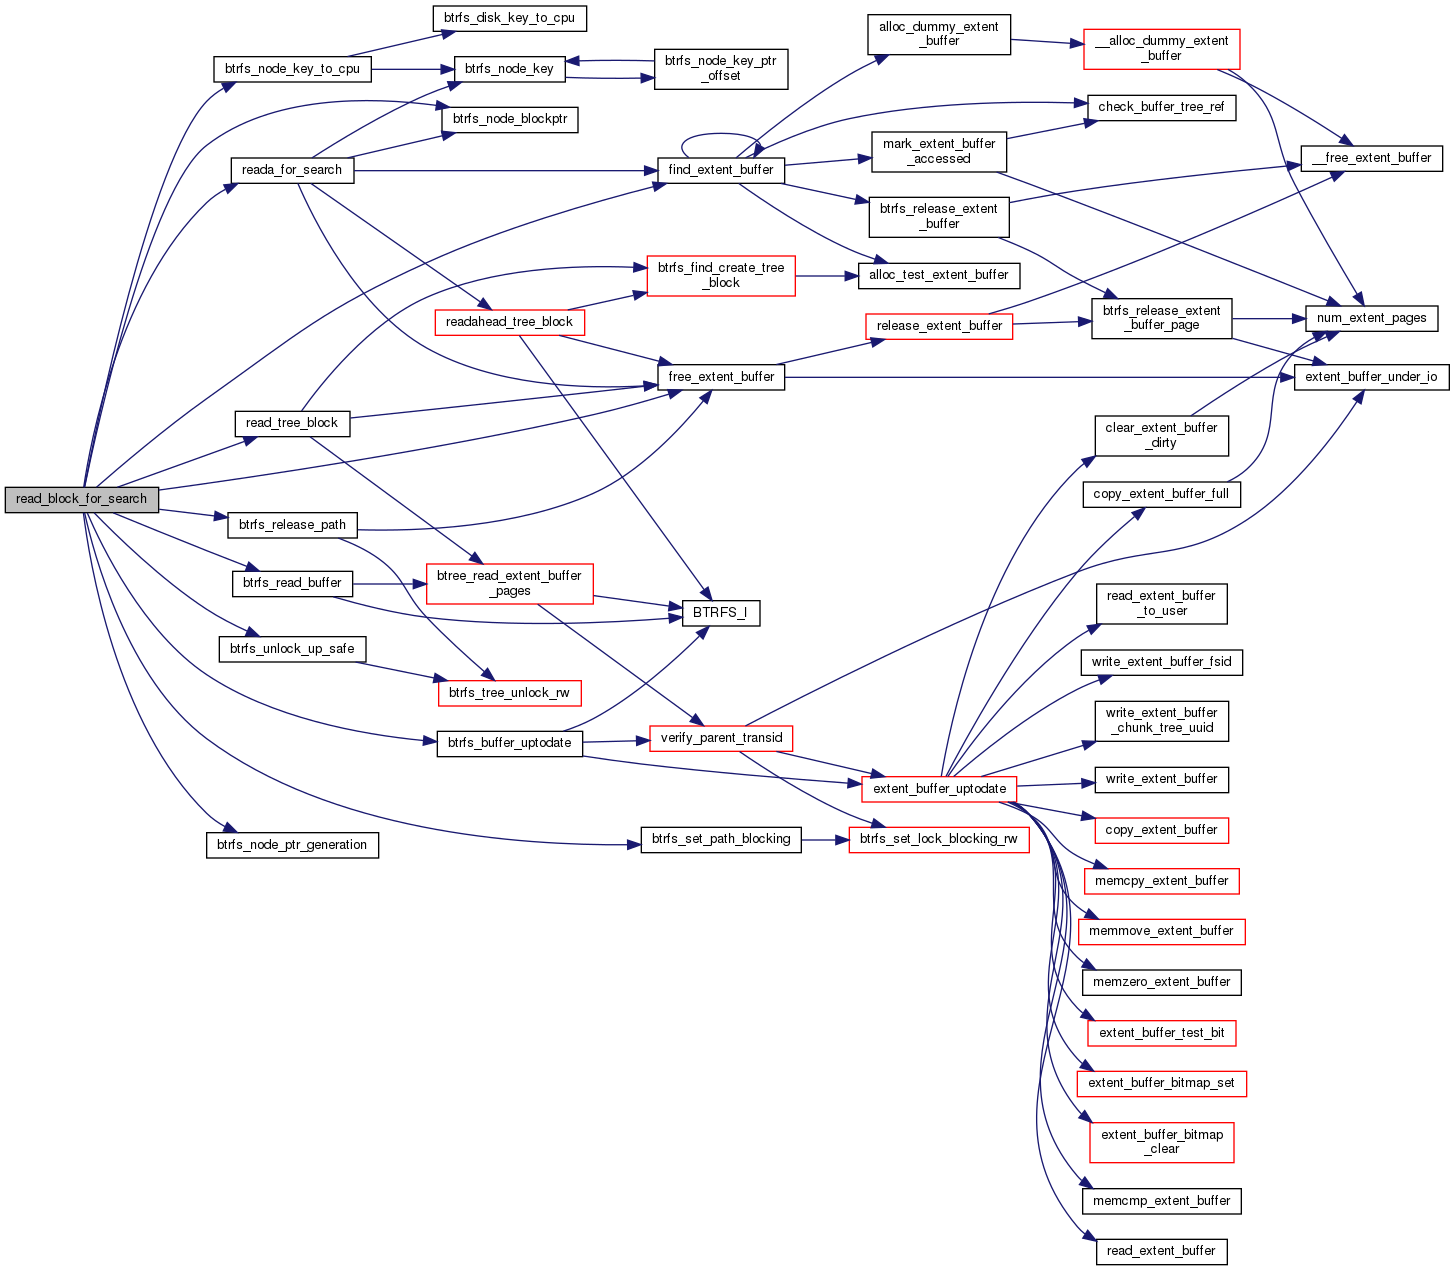 btrfs_disk_key_to_cpu
btrfs_node_key_to_cpu
btrfs_node_key
btrfs_node_key_ptr
_offset
btrfs_node_blockptr
reada_for_search
find_extent_buffer
alloc_dummy_extent
_buffer
__alloc_dummy_extent
_buffer
check_buffer_tree_ref
mark_extent_buffer
_accessed
__free_extent_buffer
btrfs_release_extent
_buffer
btrfs_find_create_tree
_block
alloc_test_extent_buffer
readahead_tree_block
release_extent_buffer
btrfs_release_extent
_buffer_page
num_extent_pages
free_extent_buffer
extent_buffer_under_io
read_tree_block
clear_extent_buffer
_dirty
read_block_for_search
copy_extent_buffer_full
btrfs_release_path
btrfs_read_buffer
btree_read_extent_buffer
_pages
BTRFS_I
read_extent_buffer
_to_user
btrfs_unlock_up_safe
write_extent_buffer_fsid
btrfs_tree_unlock_rw
write_extent_buffer
_chunk_tree_uuid
btrfs_buffer_uptodate
verify_parent_transid
extent_buffer_uptodate
write_extent_buffer
btrfs_node_ptr_generation
btrfs_set_path_blocking
btrfs_set_lock_blocking_rw
copy_extent_buffer
memcpy_extent_buffer
memmove_extent_buffer
memzero_extent_buffer
extent_buffer_test_bit
extent_buffer_bitmap_set
extent_buffer_bitmap
_clear
memcmp_extent_buffer
read_extent_buffer